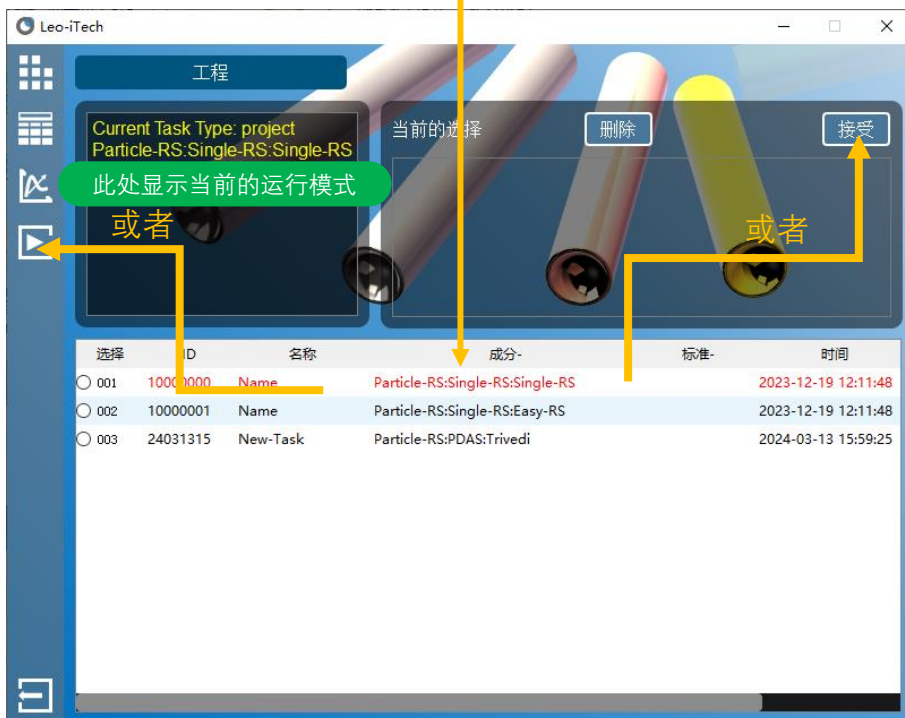 Leo-iTech
工程
Current Task Type: project
Particle-RS:Single-RS:Single-RS
当前的选择
删除
接受
此处显示当前的运行模式
或者
或者
选择 ID 名称 成分- 标准- 时间
001 10000000 Name Particle-RS:Single-RS:Single-RS 2023-12-19 12:11:48
002 10000001 Name Particle-RS:Single-RS:Easy-RS 2023-12-19 12:11:48
003 24031315 New-Task Particle-RS:PDAS:Trivedi 2024-03-13 15:59:25